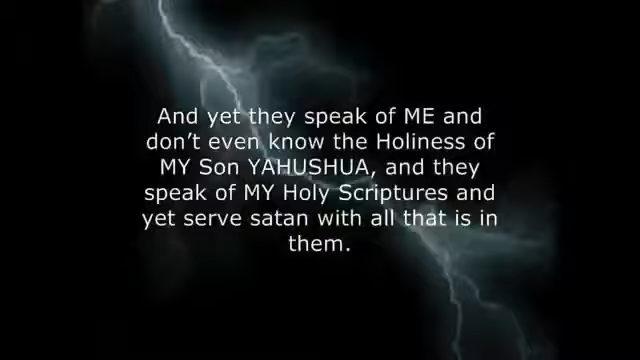 And yet they speak of ME and
don’t even know the Holiness of
MY Son YAHUSHUA, and they
speak of MY Holy Scriptures and
yet serve satan with all that is in
them.